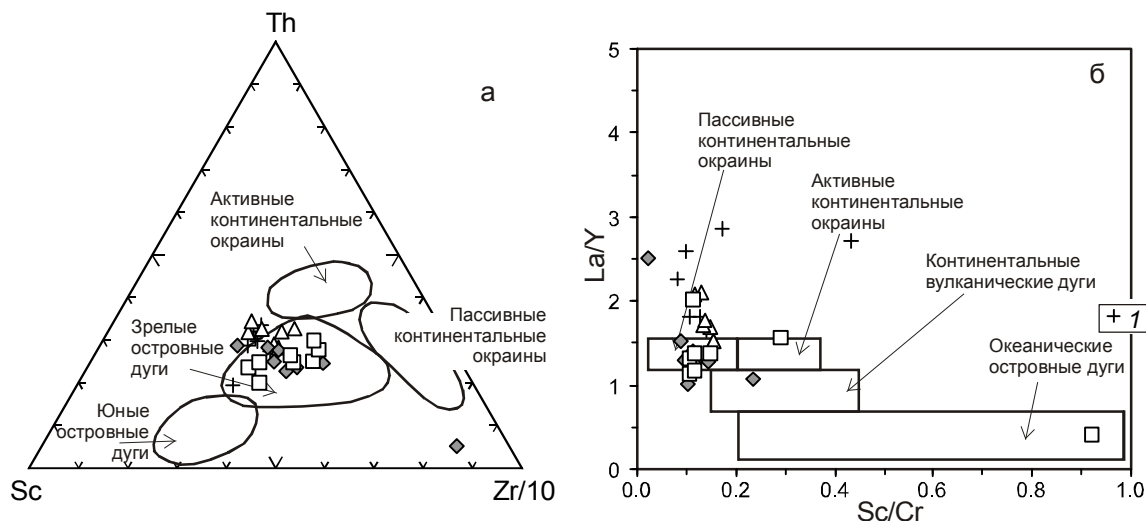 Th
а
Активные
континентальные
окраины
Зрелые
островные
дуги
Пассивные
континентальные
окраины
Юные
островные
дуги
Sc
Zr/10
б
5
4
3
2
1
0
La/Y
Пассивные
континентальные
окраины
Активные
континентальные
окраины
Континентальные
вулканические дуги
Океанические
островные дуги
0.0
0.2
0.4
0.6
0.8
1.0
Sc/Cr
+ 1